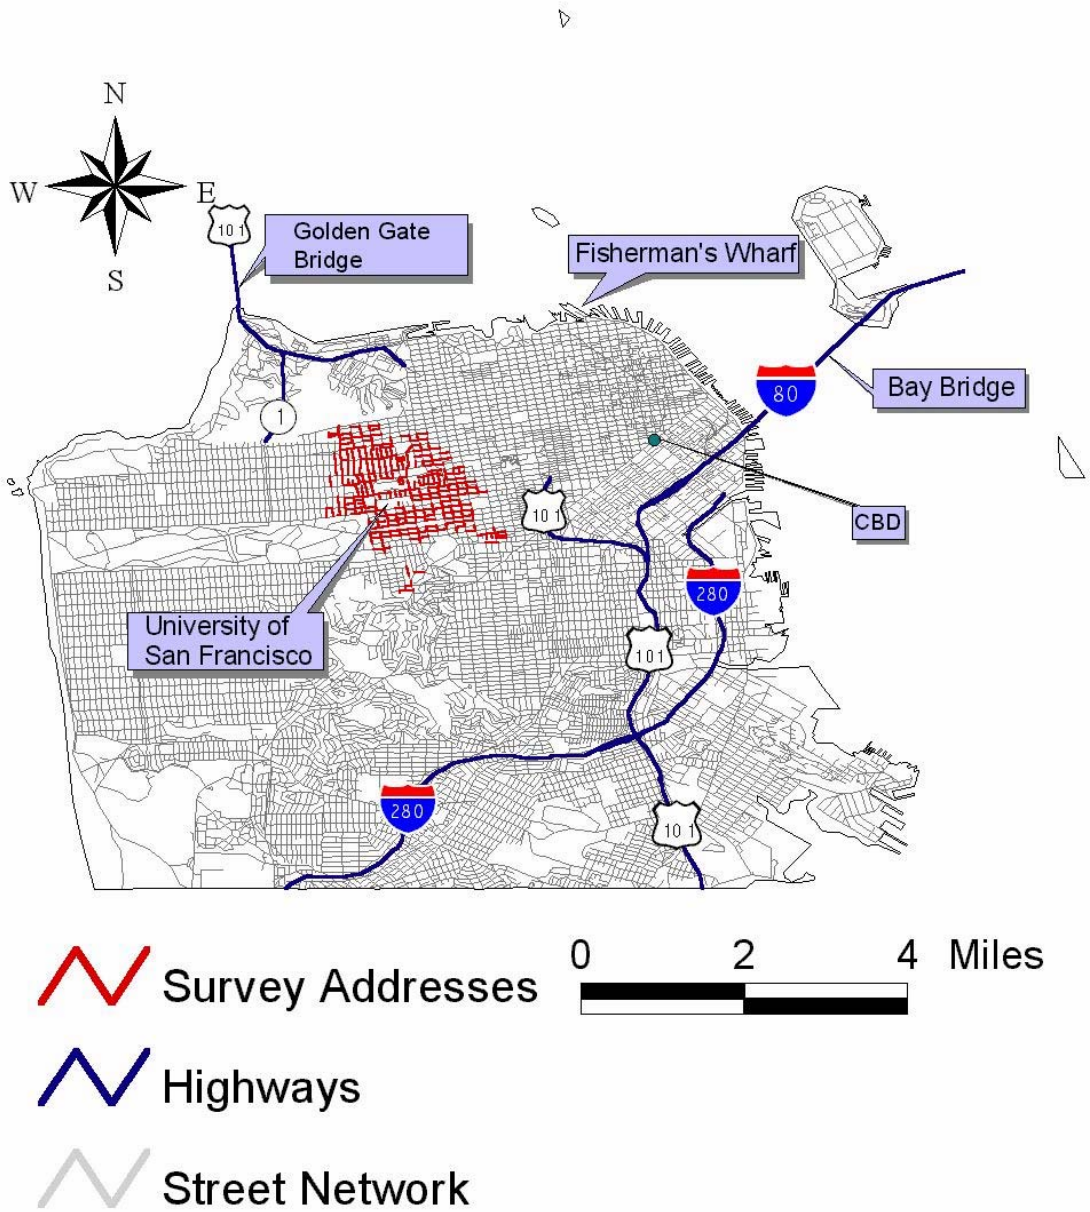 N
W
E
S
101
Golden Gate
Bridge
Fisherman's Wharf
80
Bay Bridge
1
101
CBD
280
University of
San Francisco
101
280
101
0 2 4 Miles
Survey Addresses
Highways
Street Network